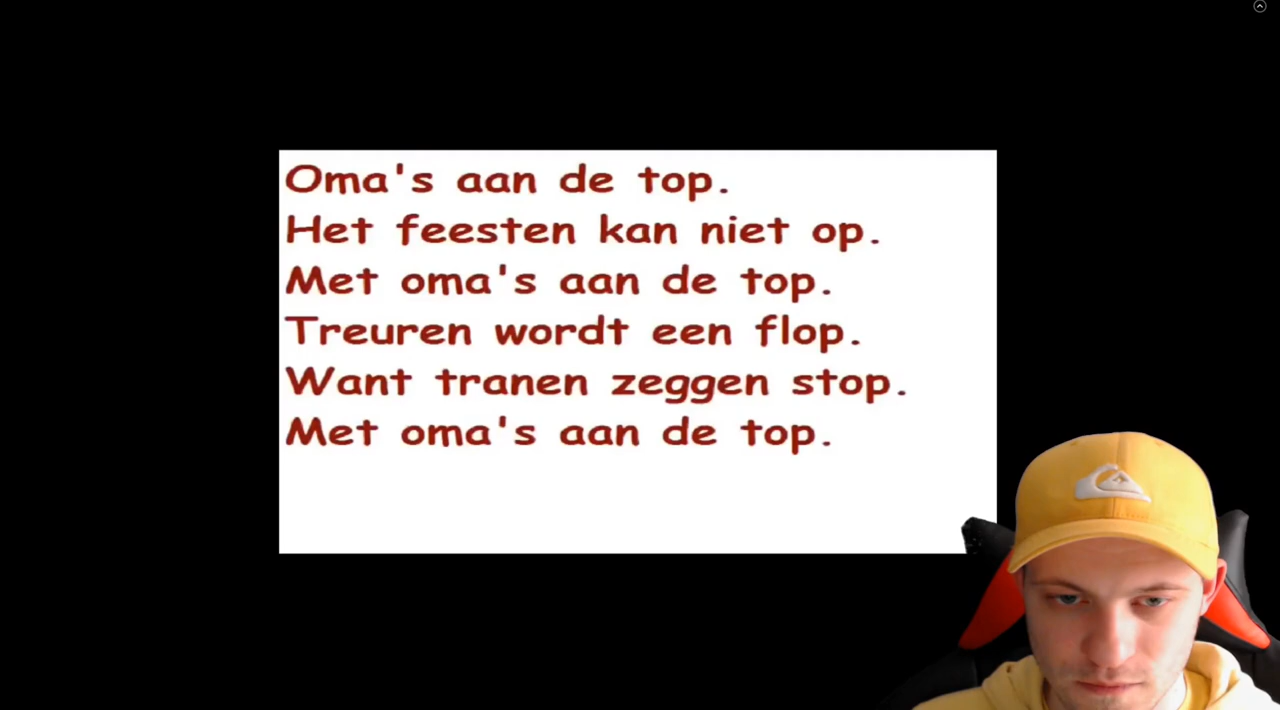 Oma's aan de top.
Het feesten kan niet op.
Met oma's aan de top.
Treuren wordt een flop.
Want tranen zeggen stop.
Met oma's aan de top.